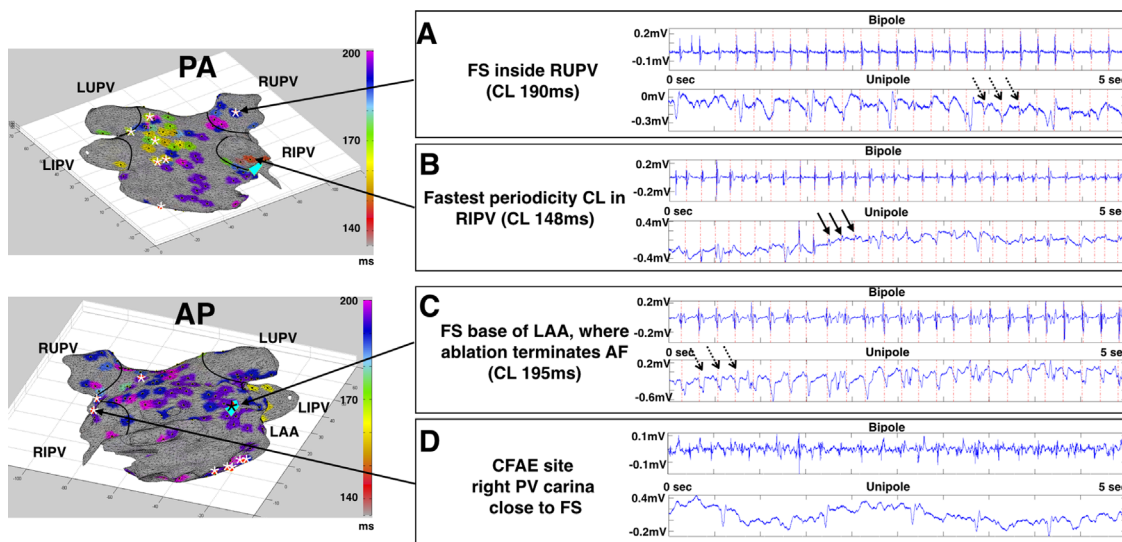 PA
LUPV
RUPV
LIPV
RIPV
200
170
140
ms
A
FS inside RUPV
(CL 190ms)
Bipole
0.2mV
-0.1mV
0 sec
Unipole
5 sec
0mV
-0.3mV
B
Fastest periodicity CL in
RIPV (CL 148ms)
Bipole
0.2mV
-0.2mV
0 sec
Unipole
5 sec
0.4mV
-0.4mV
AP
RUPV
LUPV
LIPV
LAA
RIPV
200
170
140
ms
C
FS base of LAA, where
ablation terminates AF
(CL 195ms)
Bipole
0.2mV
-0.2mV
0 sec
Unipole
5 sec
0.2mV
-0.6mV
D
CFAE site
right PV carina
close to FS
Bipole
0.1mV
-0.1mV
0 sec
Unipole
5 sec
0.4mV
-0.2mV